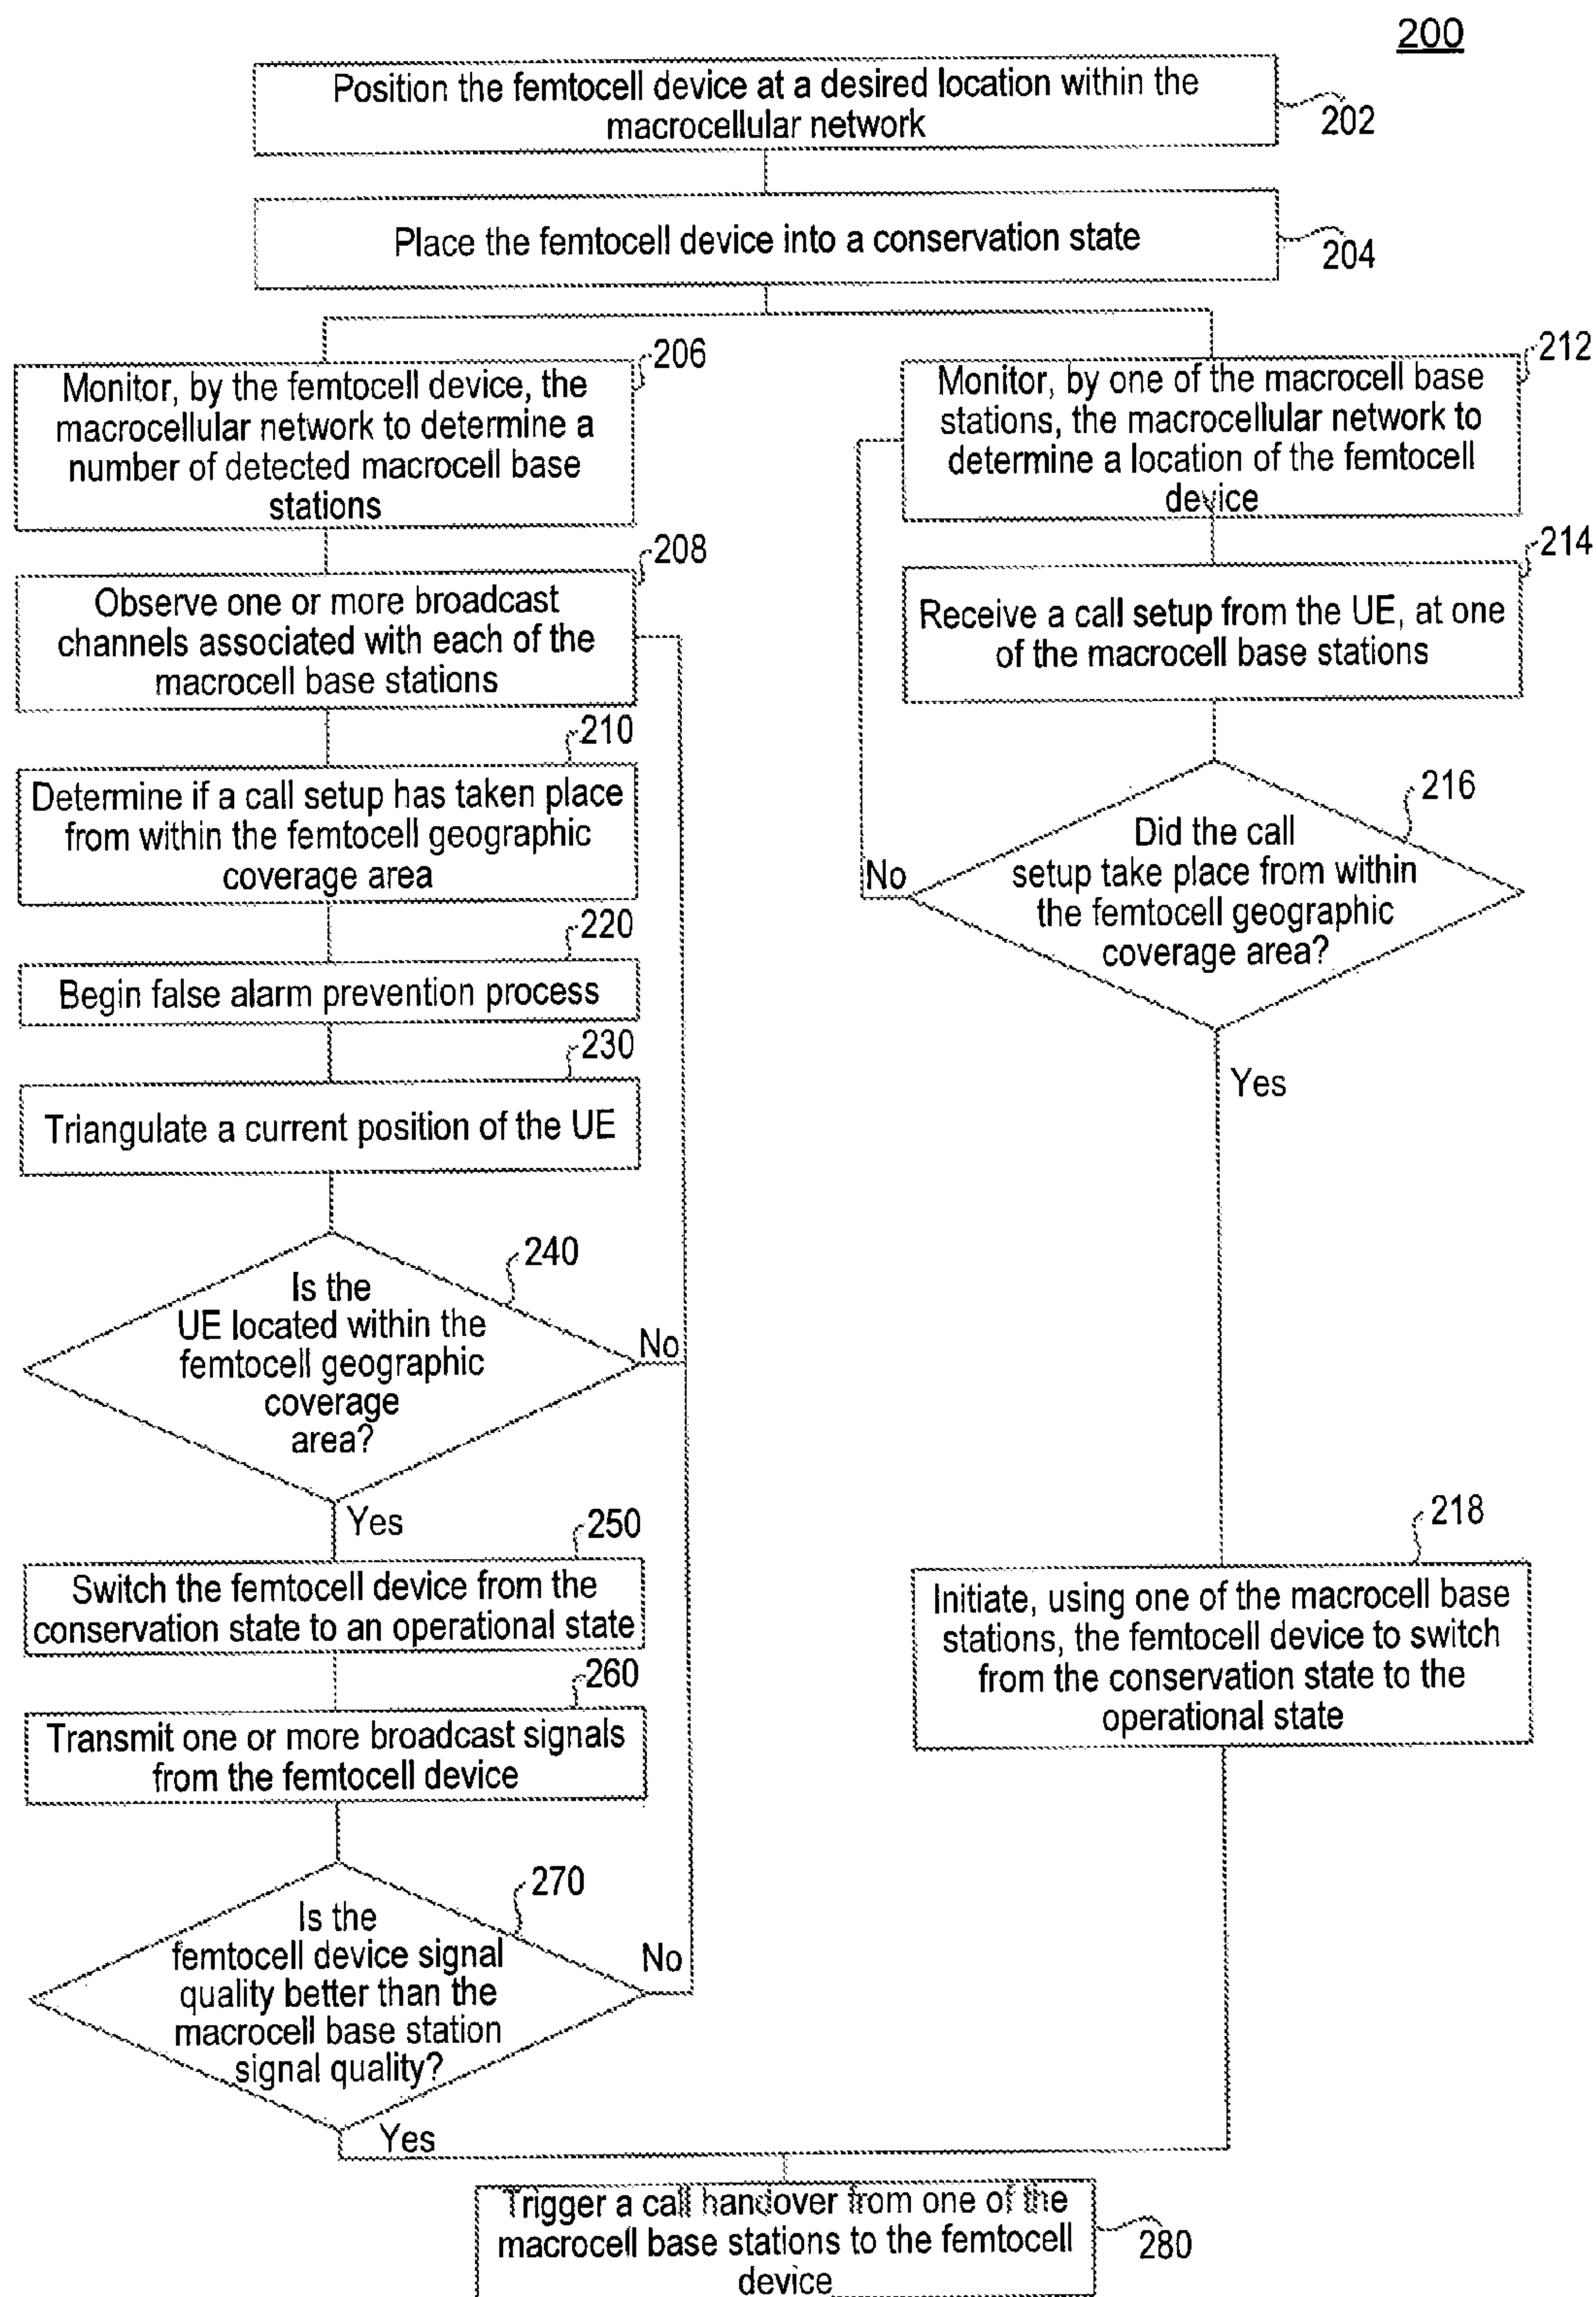 200
Position the femtocell device at a desired location within the
macrocellular network
202
Place the femtocell device into a conservation state
204
206
Monitor, by the femtocell device, the
macrocellular network to determine a
number of detected macrocell base
stations
208
Observe one or more broadcast
channels associated with each of the
macrocell base stations
210
Determine if a call setup has taken place
from within the femtocell geographic
coverage area
220
Begin false alarm prevention process
230
Triangulate a current position of the UE
240
Is the
UE located within the
femtocell geographic
coverage
area?
No
Yes
250
Switch the femtocell device from the
conservation state to an operational state
260
Transmit one or more broadcast signals
from the femtocell device
270
Is the
femtocell device signal
quality better than the
macrocell base station
signal quality?
No
Yes
212
Monitor, by one of the macrocell base
stations, the macrocellular network to
determine a location of the femtocell
device
214
Receive a call setup from the UE, at one
of the macrocell base stations
216
Did the call
setup take place from within
the femtocell geographic
coverage area?
No
Yes
218
Initiate, using one of the macrocell base
stations, the femtocell device to switch
from the conservation state to the
operational state
Trigger a call handover from one of the
macrocell base stations to the femtocell
device
280